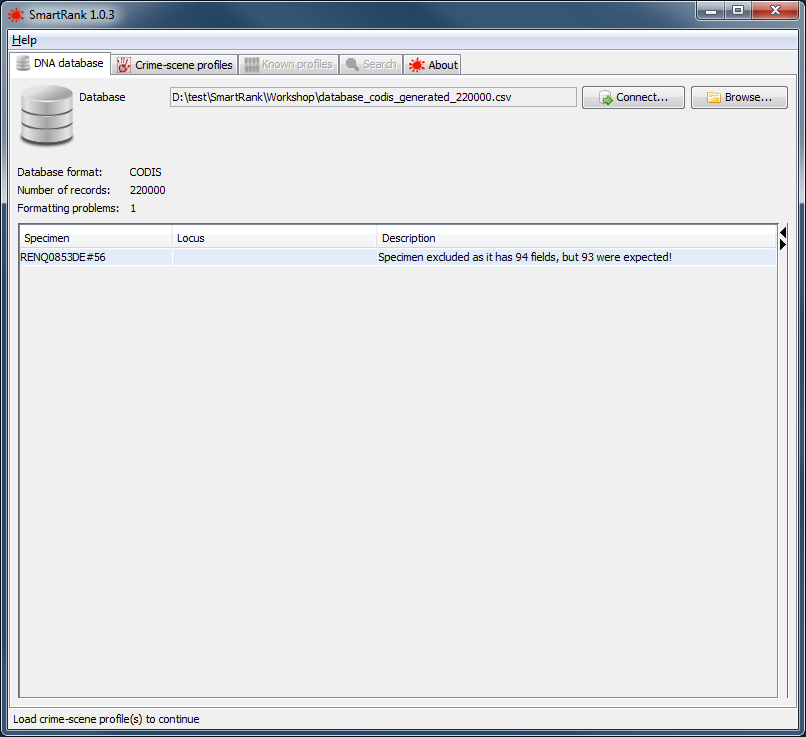 SmartRank 1.0.3
Help
DNA database Crime-scene profiles Known profiles Search About
Database D:\test\SmartRank\Workshop\database_codis_generated_220000.csv Connect... Browse...
Database format: CODIS
Number of records: 220000
Formatting problems: 1
Specimen Locus Description
RENQ0853DE#56 Specimen excluded as it has 94 fields, but 93 were expected!
Load crime-scene profile(s) to continue